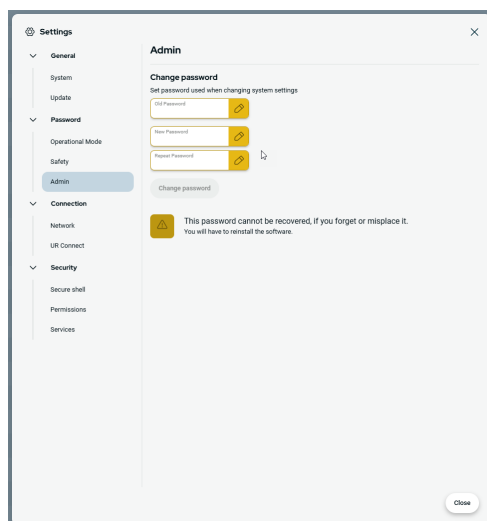 Settings
General
System
Update
Password
Operational Mode
Safety
Admin
Connection
Network
UR Connect
Security
Secure shell
Permissions
Services
Admin
Change password
Set password used when changing system settings
Old Password
New Password
Repeat Password
Change password
This password cannot be recovered, if you forget or misplace it.
You will have to reinstall the software.
Close